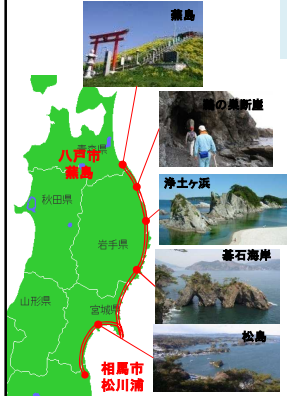 蕪島
鵜の巣断崖
青森県
八戸市
蕪島
浄土ヶ浜
秋田県
岩手県
碁石海岸
山形県
宮城県
松島
相馬市
松川浦